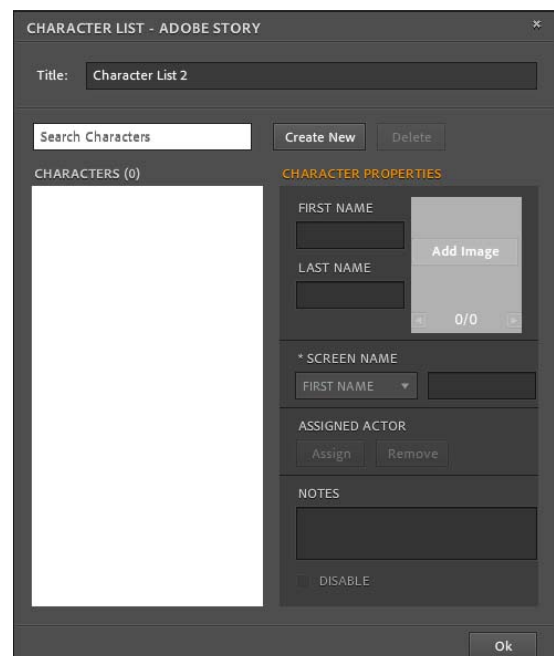 CHARACTER LIST - ADOBE STORY
Title: Character List 2
Search Characters Create New Delete
CHARACTERS (0) CHARACTER PROPERTIES
FIRST NAME
Add Image
LAST NAME
0/0
* SCREEN NAME
FIRST NAME
ASSIGNED ACTOR
Assign Remove
NOTES
DISABLE
Ok